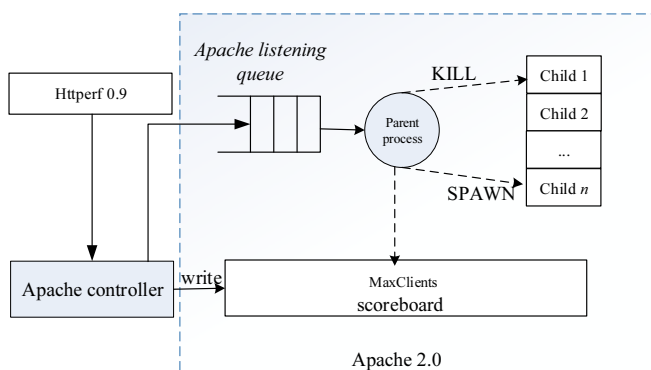 Apache listening
queue
Httperf 0.9
KILL
Child 1
Child 2
...
Child n
Parent
process
SPAWN
Apache controller
write
MaxClients
scoreboard
Apache 2.0